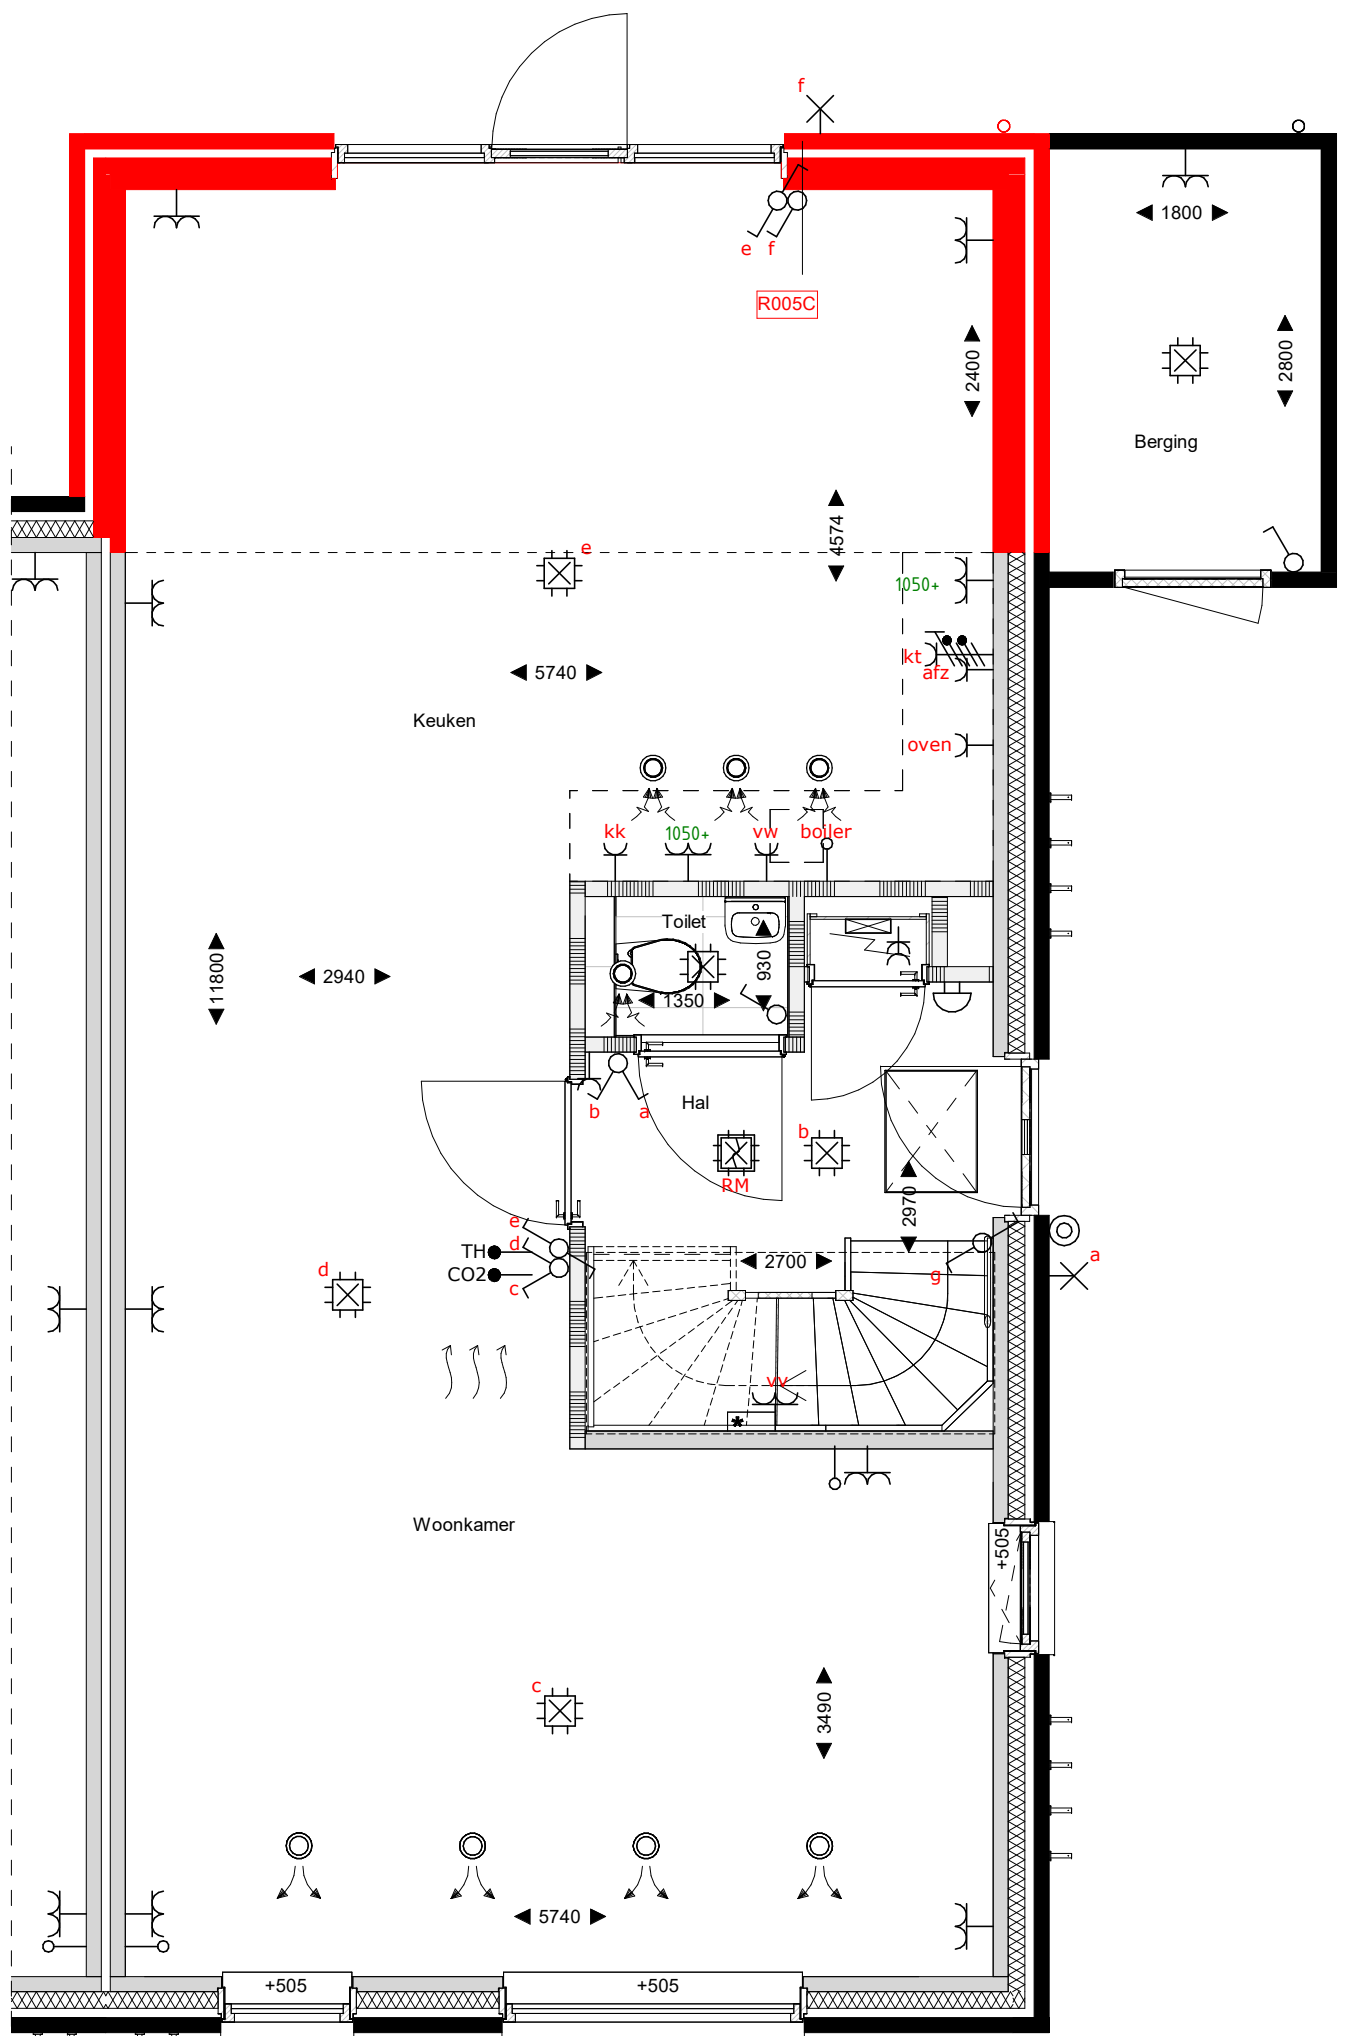 f
e f
R005C
1800
2400
2800
Berging
4574
e
1050+
kt
afz
5740
Keuken
oven
kk
1050+
vw
boiler
Toilet
930
11800
2940
1350
b
a
Hal
b
RM
2970
e
d
TH
CO2
c
d
2700
g
a
vv
*
Woonkamer
+505
c
3490
5740
+505
+505